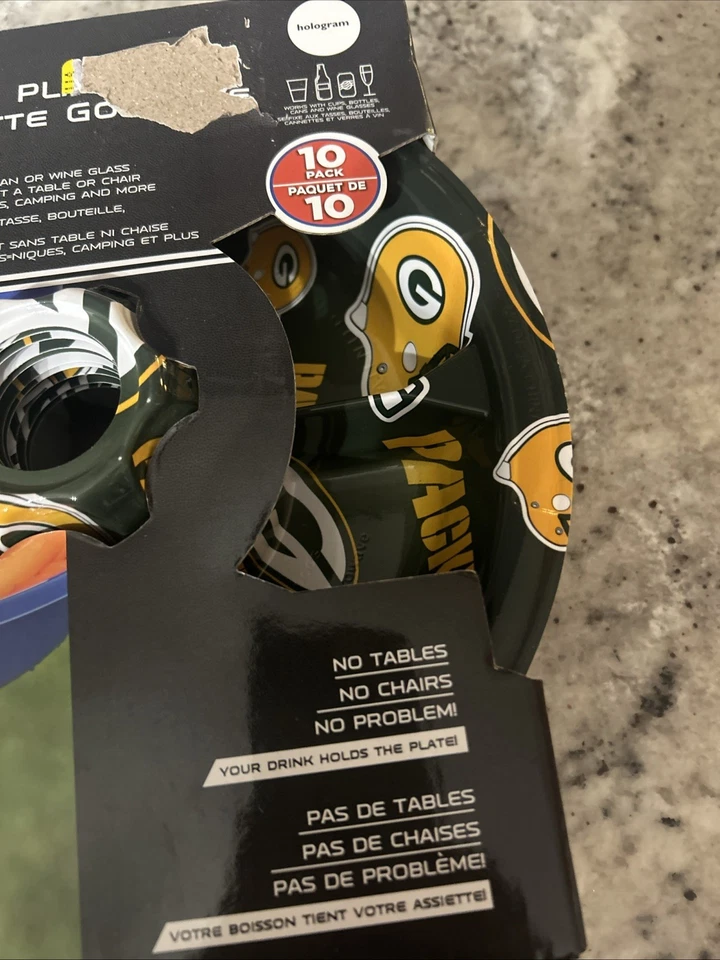 hologram
WORKS WITH CUPS, BOTTLES,
CANS AND WINE GLASSES
SE FIXE AUX TASSES, BOUTEILLES,
CANNETTES ET VERRES À VIN
10
PACK
PAQUET DE
10
AN OR WINE GLASS
T A TABLE OR CHAIR
S, CAMPING AND MORE
TASSE, BOUTEILLE,
T SANS TABLE NI CHAISE
S-NIQUES, CAMPING ET PLUS
G
G
PACK
NO TABLES
NO CHAIRS
NO PROBLEM!
YOUR DRINK HOLDS THE PLATE!
PAS DE TABLES
PAS DE CHAISES
PAS DE PROBLÈME!
VOTRE BOISSON TIENT VOTRE ASSIETTE!